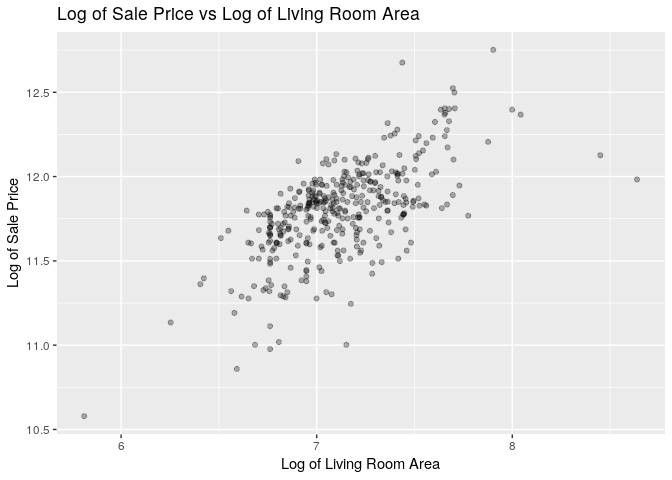 Log of Sale Price vs Log of Living Room Area
Log of Sale Price
12.5
12.0
11.5
11.0
10.5
6 7 8
Log of Living Room Area